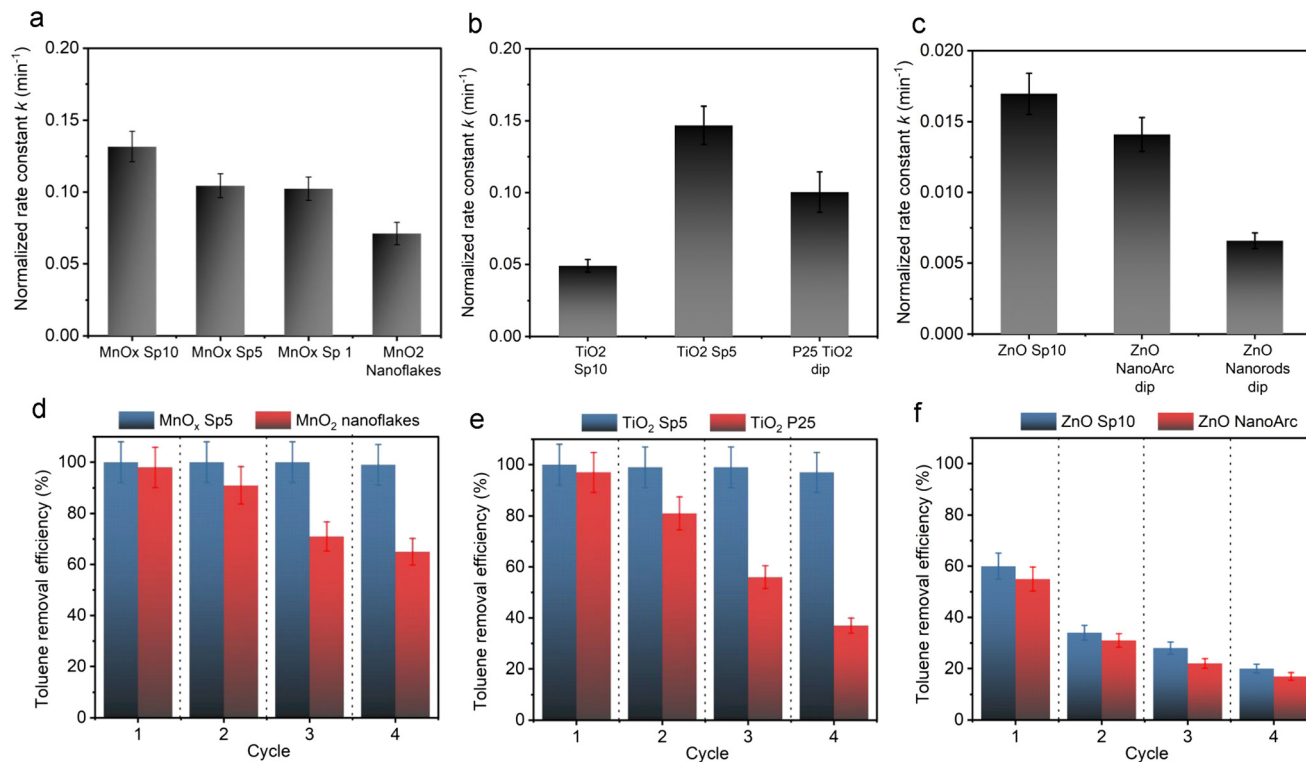 a
Normalized rate constant k (min⁻¹)
0.20
0.15
0.10
0.05
0.00
MnOx Sp10
MnOx Sp5
MnOx Sp 1
MnO2
Nanoflakes
b
Normalized rate constant k (min⁻¹)
0.20
0.15
0.10
0.05
0.00
TiO2
Sp10
TiO2 Sp5
P25 TiO2
dip
c
Normalized rate constant k (min⁻¹)
0.020
0.015
0.010
0.005
0.000
ZnO Sp10
ZnO
NanoArc
dip
ZnO
Nanorods
dip
d
MnOₓ Sp5
MnO₂ nanoflakes
Toluene removal efficiency (%)
100
80
60
40
20
0
1
2
3
4
Cycle
e
TiO₂ Sp5
TiO₂ P25
Toluene removal efficiency (%)
100
80
60
40
20
0
1
2
3
4
Cycle
f
ZnO Sp10
ZnO NanoArc
Toluene removal efficiency (%)
100
80
60
40
20
0
1
2
3
4
Cycle